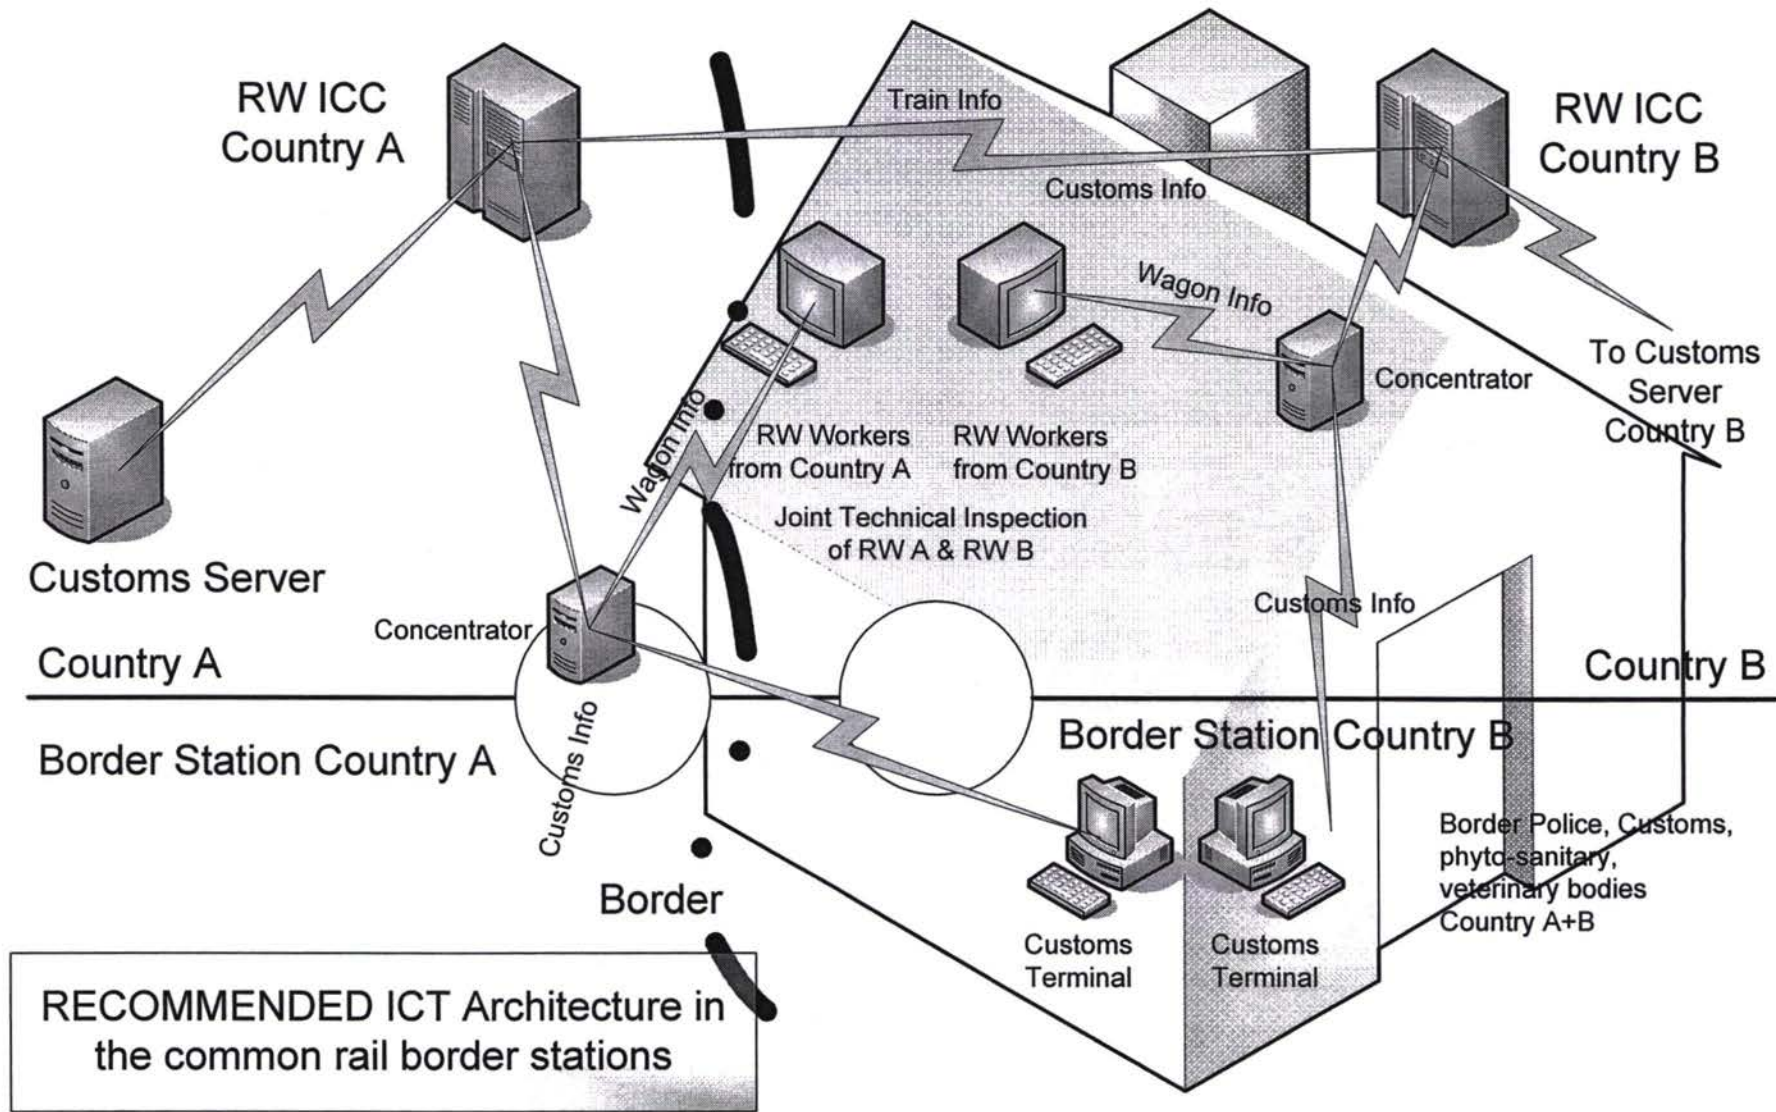 RW ICC
Country A
Train Info
Customs Info
RW ICC
Country B
Wagon Info
To Customs
Server
Country B
Concentrator
Wagon Info
RW Workers
from Country A
RW Workers
from Country B
Joint Technical Inspection
of RW A & RW B
Customs Server
Concentrator
Customs Info
Country A
Country B
Border Station Country A
Customs Info
Border Station Country B
Border Police, Customs,
phyto-sanitary,
veterinary bodies
Country A+B
Border
Customs
Terminal
Customs
Terminal
RECOMMENDED ICT Architecture in
the common rail border stations